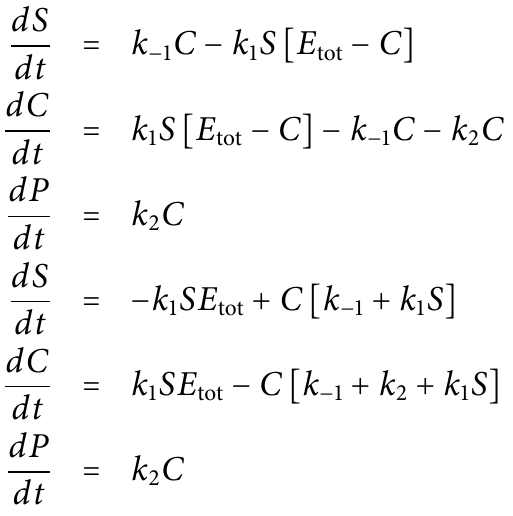 dS/dt = k₋₁C − k₁S [E_tot − C]
dC/dt = k₁S [E_tot − C] − k₋₁C − k₂C
dP/dt = k₂C
dS/dt = −k₁SE_tot + C [k₋₁ + k₁S]
dC/dt = k₁SE_tot − C [k₋₁ + k₂ + k₁S]
dP/dt = k₂C